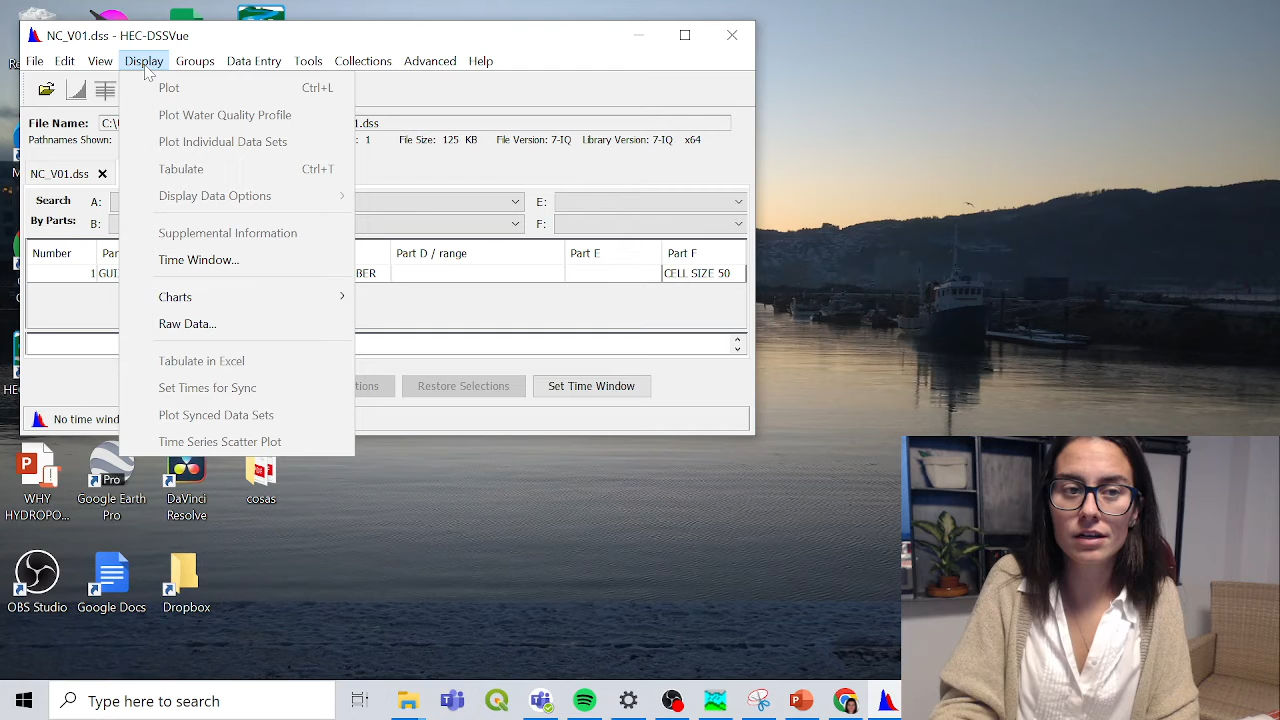 NC_V01.dss - HEC-DSSVue
File Edit View Display Groups Data Entry Tools Collections Advanced Help
Plot Ctrl+L
Plot Water Quality Profile
Plot Individual Data Sets
Tabulate Ctrl+T
Display Data Options
Supplemental Information
Time Window...
Charts
Raw Data...
Tabulate in Excel
Set Times for Sync
Plot Synced Data Sets
Time Series Scatter Plot
File Name: C:\ 1.dss
Pathnames Shown: : 1 File Size: 125 KB File Version: 7-IQ Library Version: 7-IQ x64
NC_V01.dss
Search A: E:
By Parts: B: F:
Number Par Part D / range Part E Part F
1 GUI BER CELL SIZE 50
tions Restore Selections Set Time Window
No time wind
WHY
HYDROPO...
Google Earth
Pro
DaVinci
Resolve
cosas
OBS Studio
Google Docs
Dropbox
Type here to search